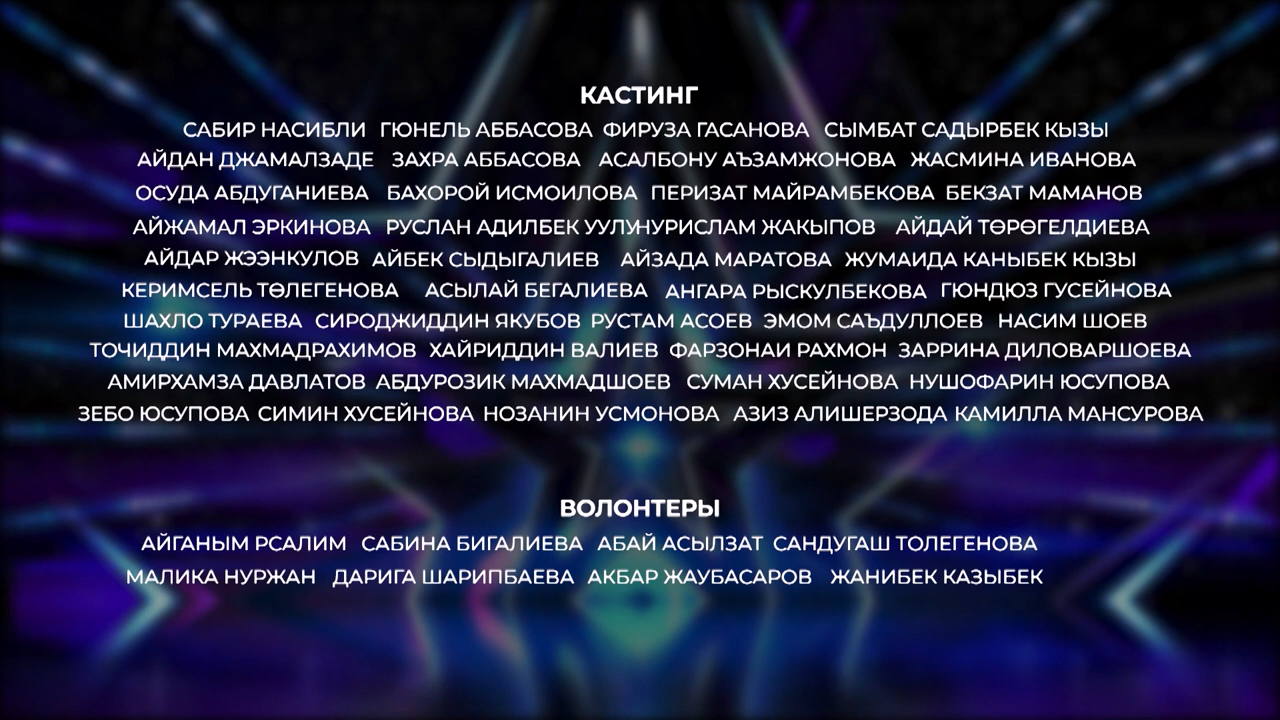 КАСТИНГ
САБИР НАСИБЛИ ГЮНЕЛЬ АББАСОВА ФИРУЗА ГАСАНОВА СЫМБАТ САДЫРБЕК КЫЗЫ
АЙДАН ДЖАМАЛЗАДЕ ЗАХРА АББАСОВА АСАЛБОНУ АЪЗАМЖОНОВА ЖАСМИНА ИВАНОВА
ОСУДА АБДУГАНИЕВА БАХОРОЙ ИСМОИЛОВА ПЕРИЗАТ МАЙРАМБЕКОВА БЕКЗАТ МАМАНОВ
АЙЖАМАЛ ЭРКИНОВА РУСЛАН АДИЛБЕК УУЛУ НУРИСЛАМ ЖАКЫПОВ АЙДАЙ ТӨРӨГЕЛДИЕВА
АЙДАР ЖЭЭНКУЛОВ АЙБЕК СЫДЫГАЛИЕВ АЙЗАДА МАРАТОВА ЖУМАИДА КАНЫБЕК КЫЗЫ
КЕРИМСЕЛЬ ТӨЛЕГЕНОВА АСЫЛАЙ БЕГАЛИЕВА АНГАРА РЫСКУЛБЕКОВА ГЮНДЮЗ ГУСЕЙНОВА
ШАХЛО ТУРАЕВА СИРОДЖИДДИН ЯКУБОВ РУСТАМ АСОЕВ ЭМОМ САЪДУЛЛОЕВ НАСИМ ШОЕВ
ТОЧИДДИН МАХМАДРАХИМОВ ХАЙРИДДИН ВАЛИЕВ ФАРЗОНАИ РАХМОН ЗАРРИНА ДИЛОВАРШОЕВА
АМИРХАМЗА ДАВЛАТОВ АБДУРОЗИК МАХМАДШОЕВ СУМАН ХУСЕЙНОВА НУШОФАРИН ЮСУПОВА
ЗЕБО ЮСУПОВА СИМИН ХУСЕЙНОВА НОЗАНИН УСМОНОВА АЗИЗ АЛИШЕРЗОДА КАМИЛЛА МАНСУРОВА
ВОЛОНТЕРЫ
АЙГАНЫМ РСАЛИМ САБИНА БИГАЛИЕВА АБАЙ АСЫЛЗАТ САНДУГАШ ТОЛЕГЕНОВА
МАЛИКА НУРЖАН ДАРИГА ШАРИПБАЕВА АКБАР ЖАУБАСАРОВ ЖАНИБЕК КАЗЫБЕК